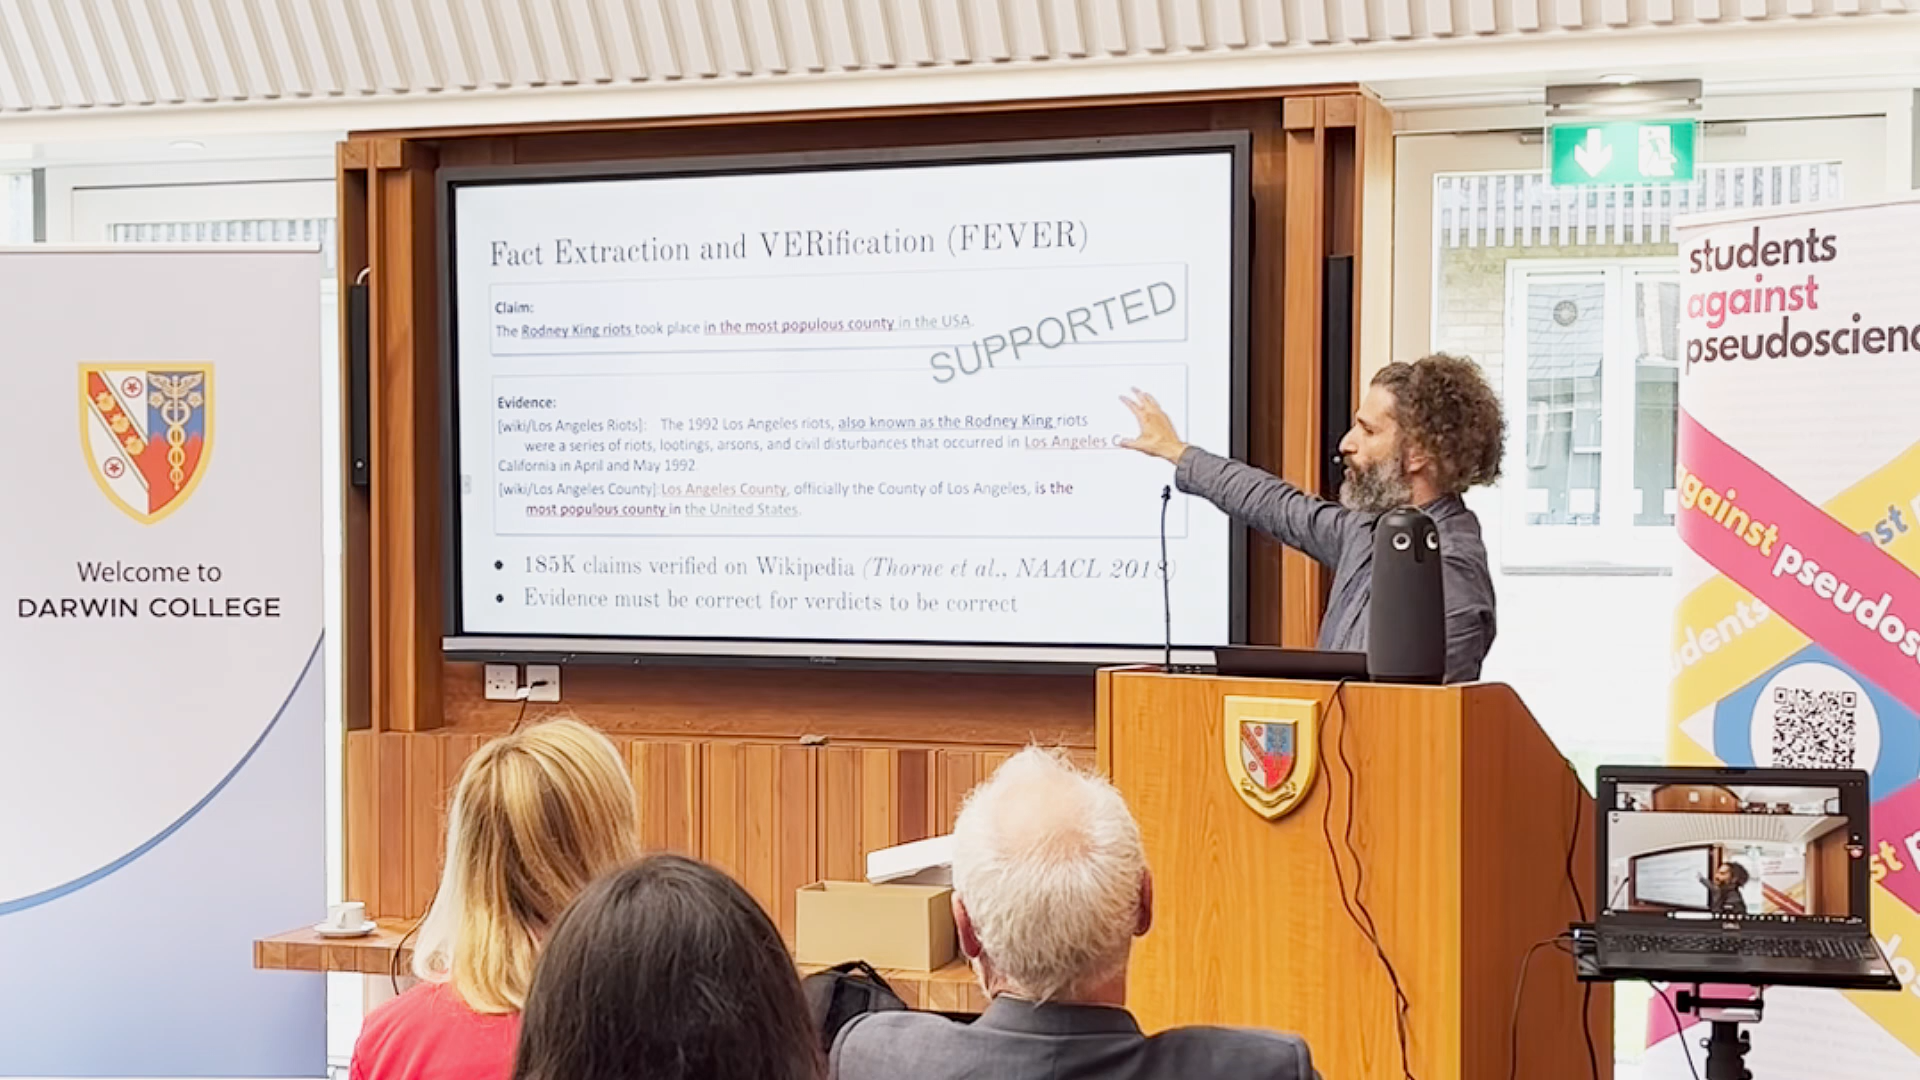 Welcome to
DARWIN COLLEGE
Fact Extraction and VERification (FEVER)
Claim:
The Rodney King riots took place in the most populous county in the USA.
SUPPORTED
Evidence:
[wiki/Los Angeles Riots]: The 1992 Los Angeles riots, also known as the Rodney King riots
were a series of riots, lootings, arsons, and civil disturbances that occurred in Los Angeles C
California in April and May 1992.
[wiki/Los Angeles County]: Los Angeles County, officially the County of Los Angeles, is the
most populous county in the United States.
• 185K claims verified on Wikipedia (Thorne et al., NAACL 2018)
• Evidence must be correct for verdicts to be correct
students
against
pseudoscienc
against pseudos
dents